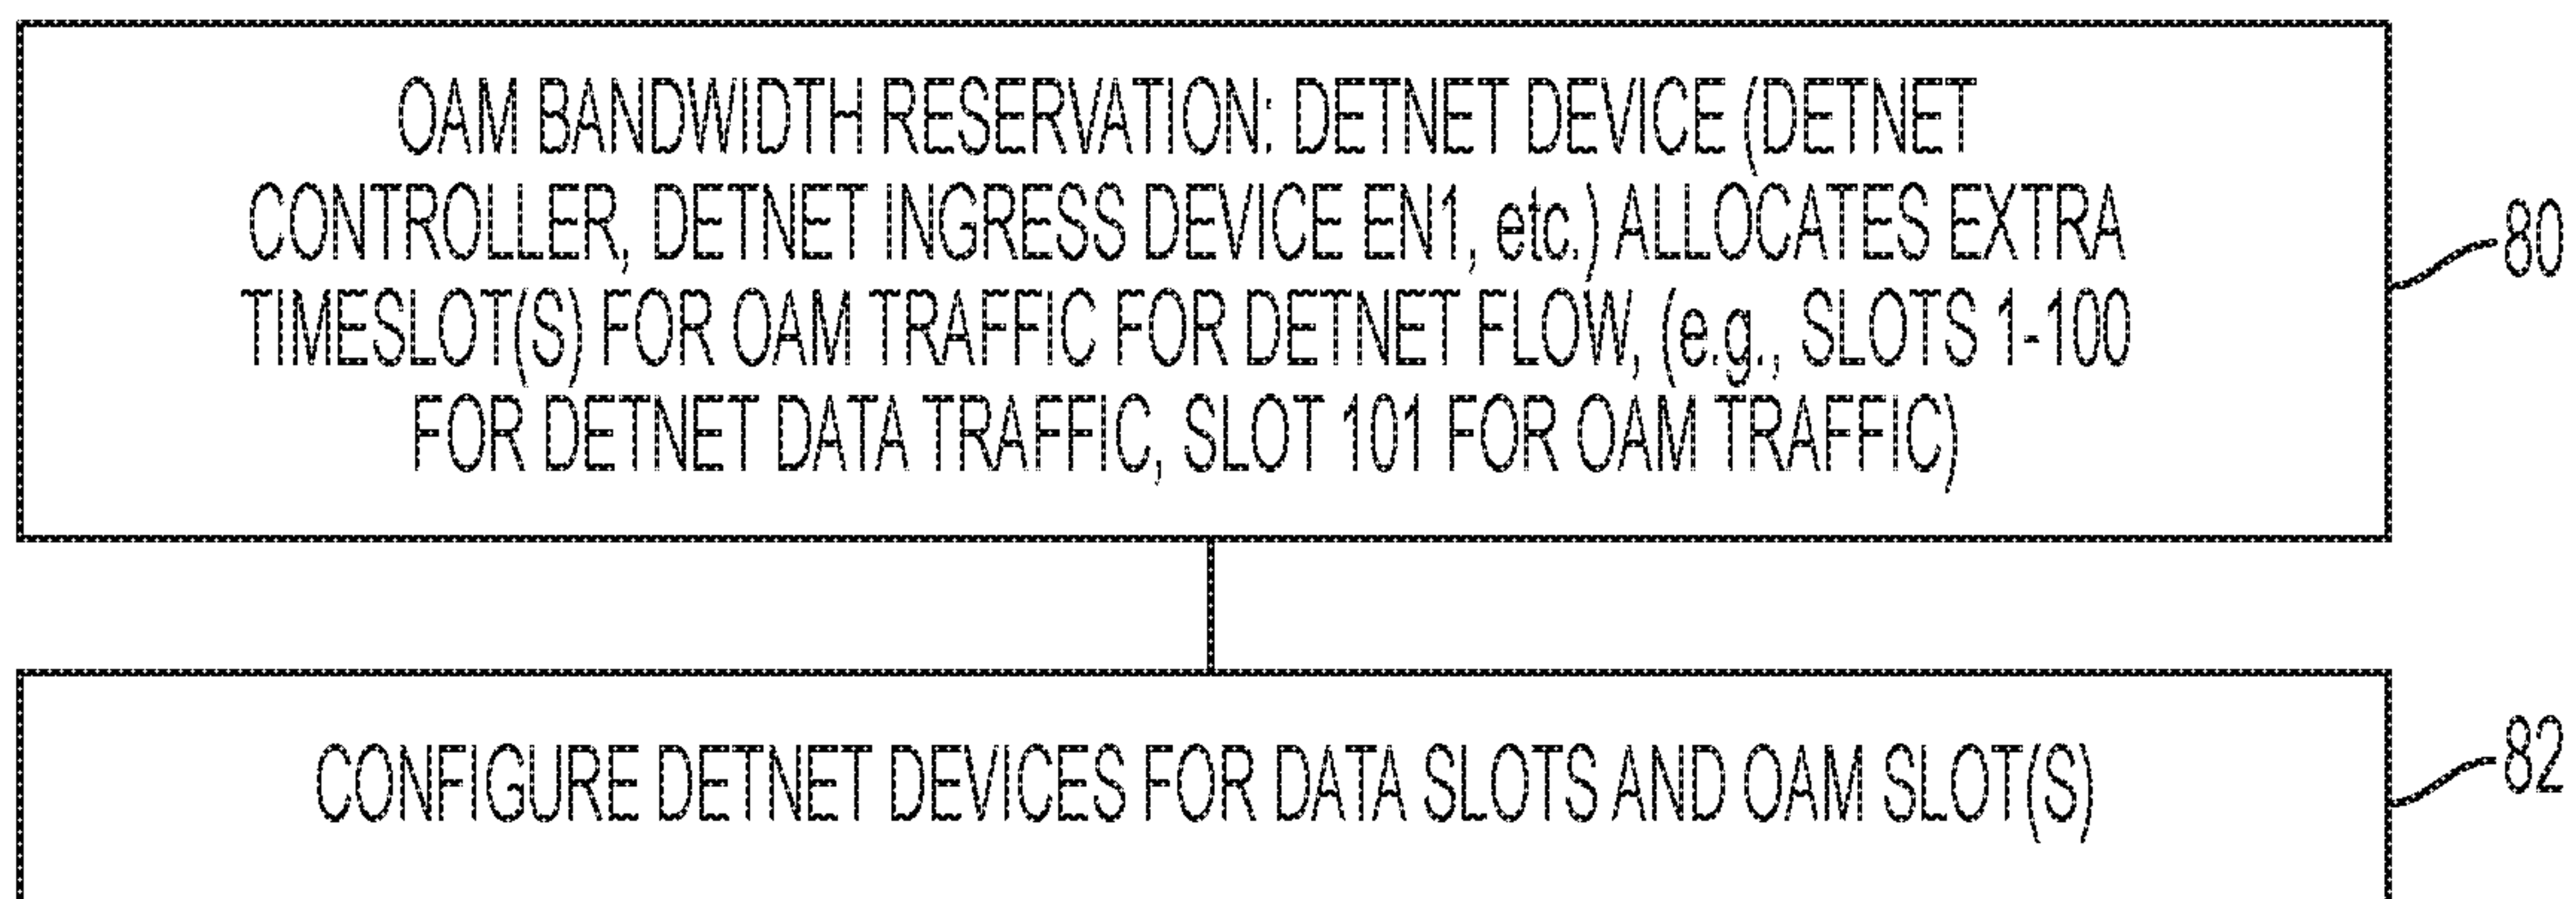 OAM BANDWIDTH RESERVATION: DETNET DEVICE (DETNET
CONTROLLER, DETNET INGRESS DEVICE EN1, etc.) ALLOCATES EXTRA
TIMESLOT(S) FOR OAM TRAFFIC FOR DETNET FLOW, (e.g., SLOTS 1-100
FOR DETNET DATA TRAFFIC, SLOT 101 FOR OAM TRAFFIC)
80
CONFIGURE DETNET DEVICES FOR DATA SLOTS AND OAM SLOT(S)
82